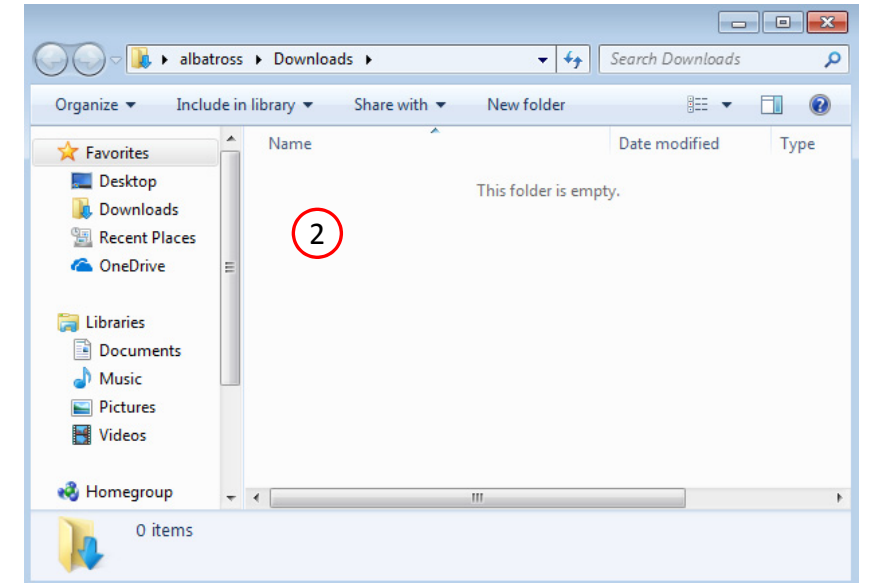 albatross Downloads
Search Downloads
Organize Include in library Share with New folder
Favorites
Desktop
Downloads
Recent Places
OneDrive
Libraries
Documents
Music
Pictures
Videos
Homegroup
Name Date modified Type
This folder is empty.
2
0 items